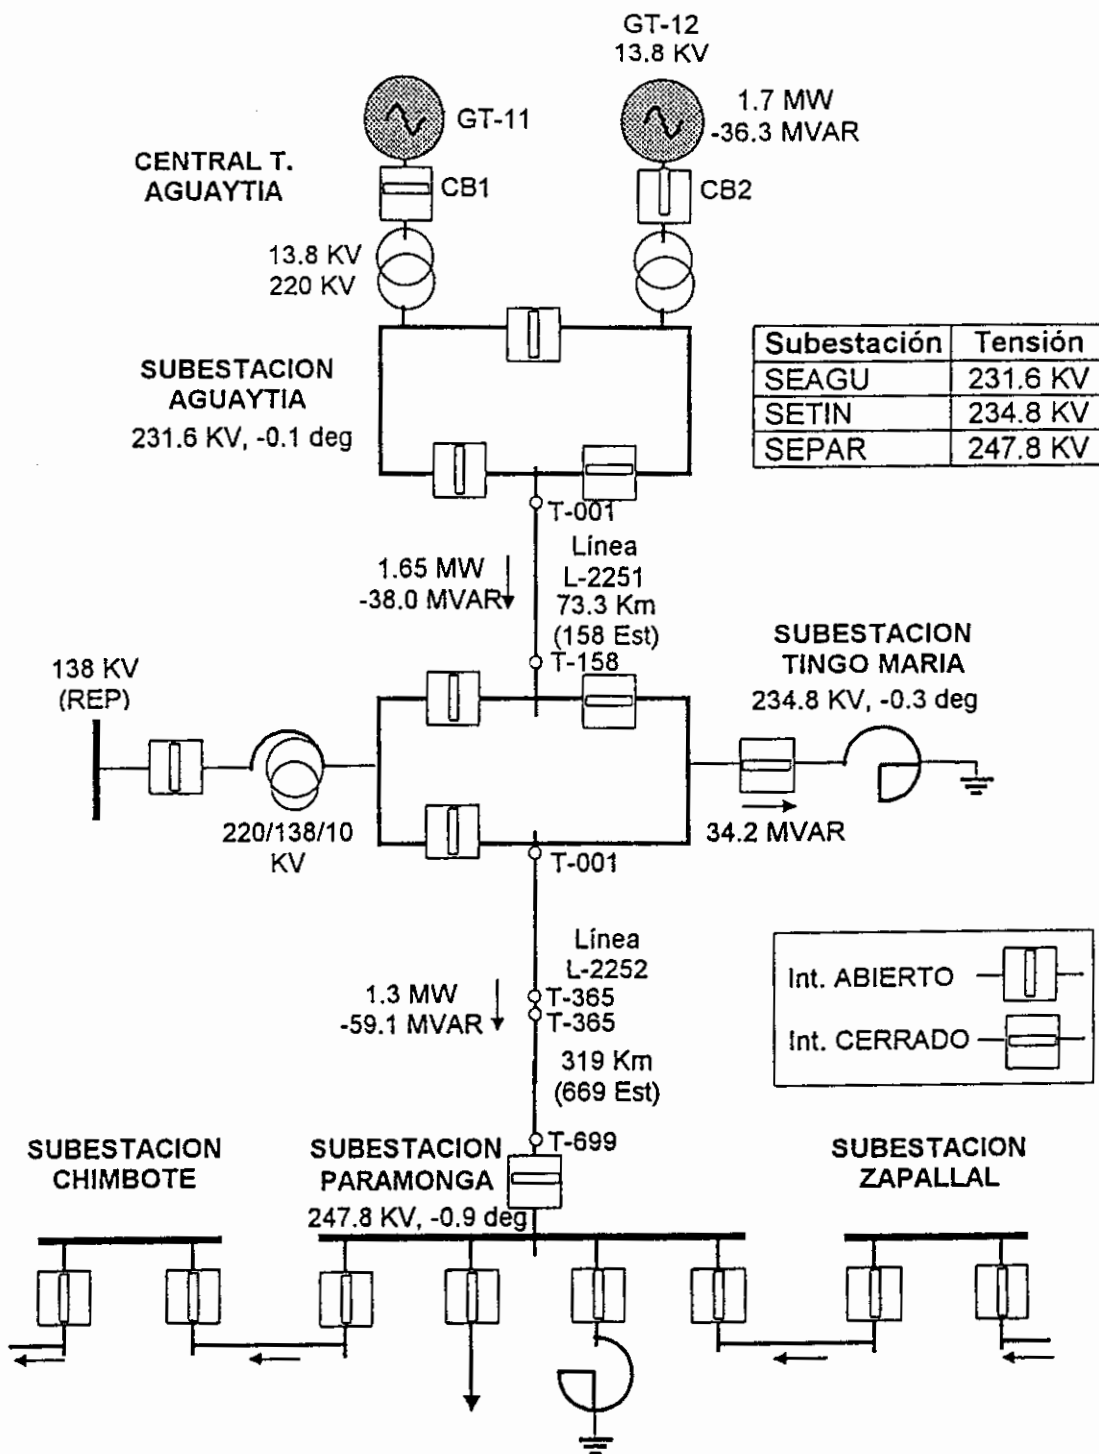 GT-12
13.8 KV
GT-11
1.7 MW
-36.3 MVAR
CENTRAL T.
AGUAYTIA
CB1
CB2
13.8 KV
220 KV
SUBESTACION
AGUAYTIA
231.6 KV, -0.1 deg
Subestación Tensión
SEAGU 231.6 KV
SETIN 234.8 KV
SEPAR 247.8 KV
T-001
1.65 MW
-38.0 MVAR
Línea
L-2251
73.3 Km
(158 Est)
T-158
SUBESTACION
TINGO MARIA
234.8 KV, -0.3 deg
138 KV
(REP)
220/138/10
KV
34.2 MVAR
T-001
Línea
L-2252
1.3 MW
-59.1 MVAR
T-365
T-365
319 Km
(669 Est)
Int. ABIERTO
Int. CERRADO
T-699
SUBESTACION
CHIMBOTE
SUBESTACION
PARAMONGA
247.8 KV, -0.9 deg
SUBESTACION
ZAPALLAL